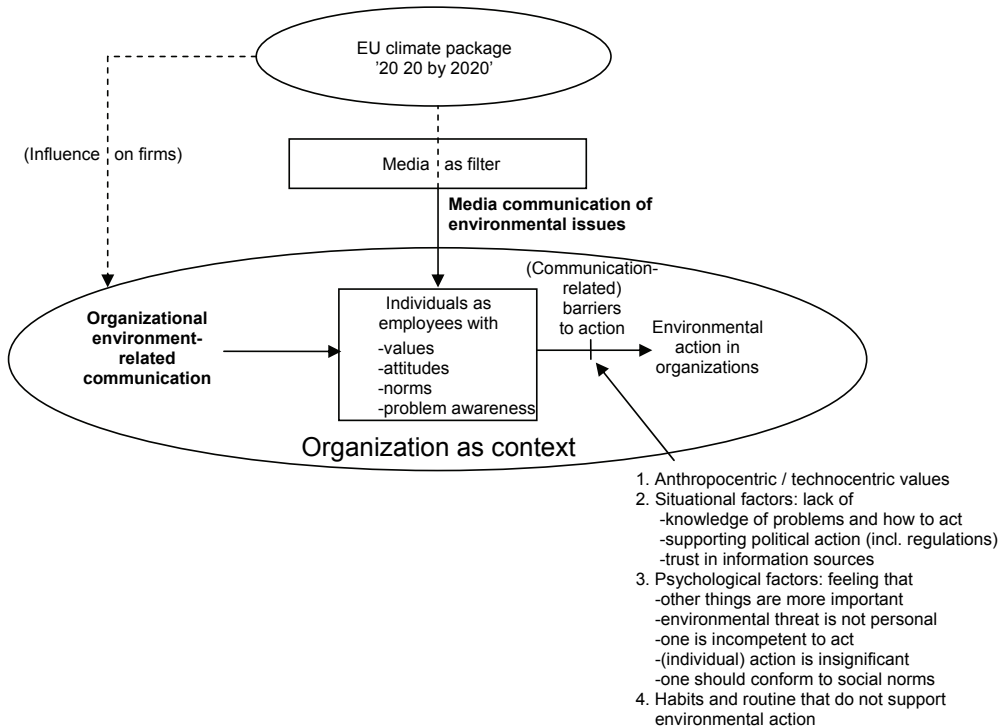 EU climate package
'20 20 by 2020'
(Influence on firms)
Media as filter
Media communication of
environmental issues
Organizational
environment-
related
communication
Individuals as
employees with
-values
-attitudes
-norms
-problem awareness
(Communication-
related)
barriers
to action
Environmental
action in
organizations
Organization as context
1. Anthropocentric / technocentric values
2. Situational factors: lack of
-knowledge of problems and how to act
-supporting political action (incl. regulations)
-trust in information sources
3. Psychological factors: feeling that
-other things are more important
-environmental threat is not personal
-one is incompetent to act
-(individual) action is insignificant
-one should conform to social norms
4. Habits and routine that do not support
environmental action